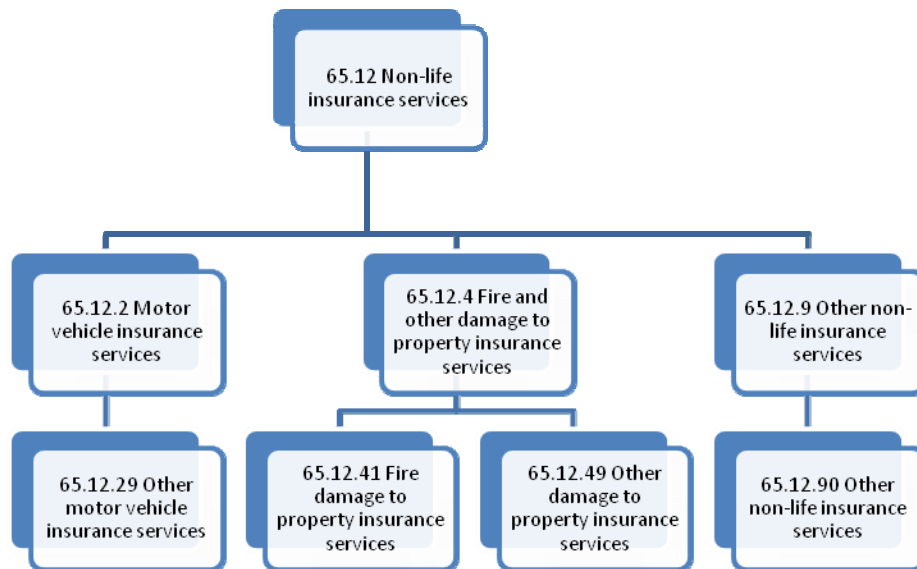 65.12 Non-life
insurance services
65.12.2 Motor
vehicle insurance
services
65.12.4 Fire and
other damage to
property insurance
services
65.12.9 Other non-
life insurance
services
65.12.29 Other
motor vehicle
insurance services
65.12.41 Fire
damage to
property insurance
services
65.12.49 Other
damage to
property insurance
services
65.12.90 Other
non-life insurance
services